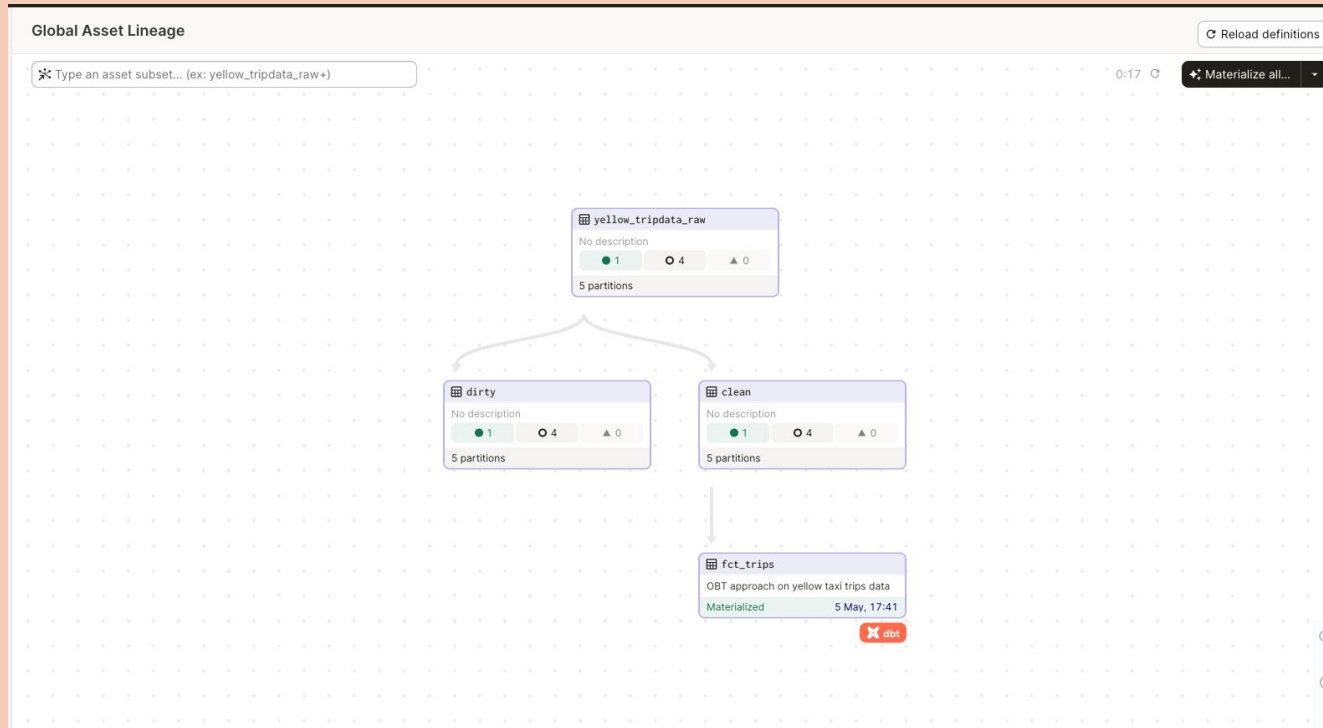 Global Asset Lineage
Reload definitions
Type an asset subset... (ex: yellow_tripdata_raw+)
0:17
Materialize all...
yellow_tripdata_raw
No description
1 4 0
5 partitions
dirty
No description
1 4 0
5 partitions
clean
No description
1 4 0
5 partitions
fct_trips
OBT approach on yellow taxi trips data
Materialized 5 May, 17:41
dbt